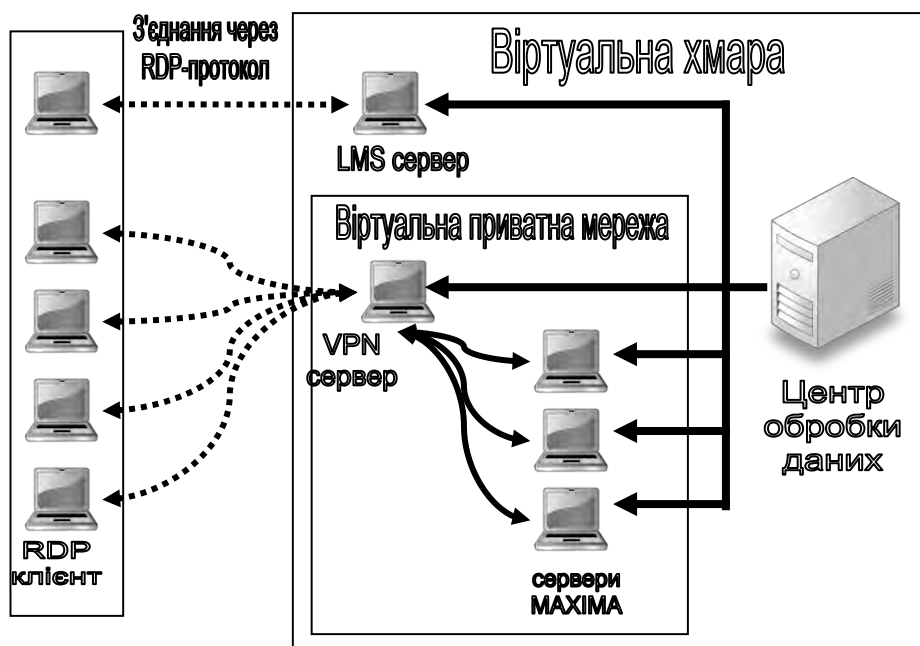 З'єднання через
RDP-протокол
Віртуальна хмара
LMS сервер
Віртуальна приватна мережа
VPN
сервер
Центр
обробки
даних
RDP
клієнт
сервери
MAXIMA